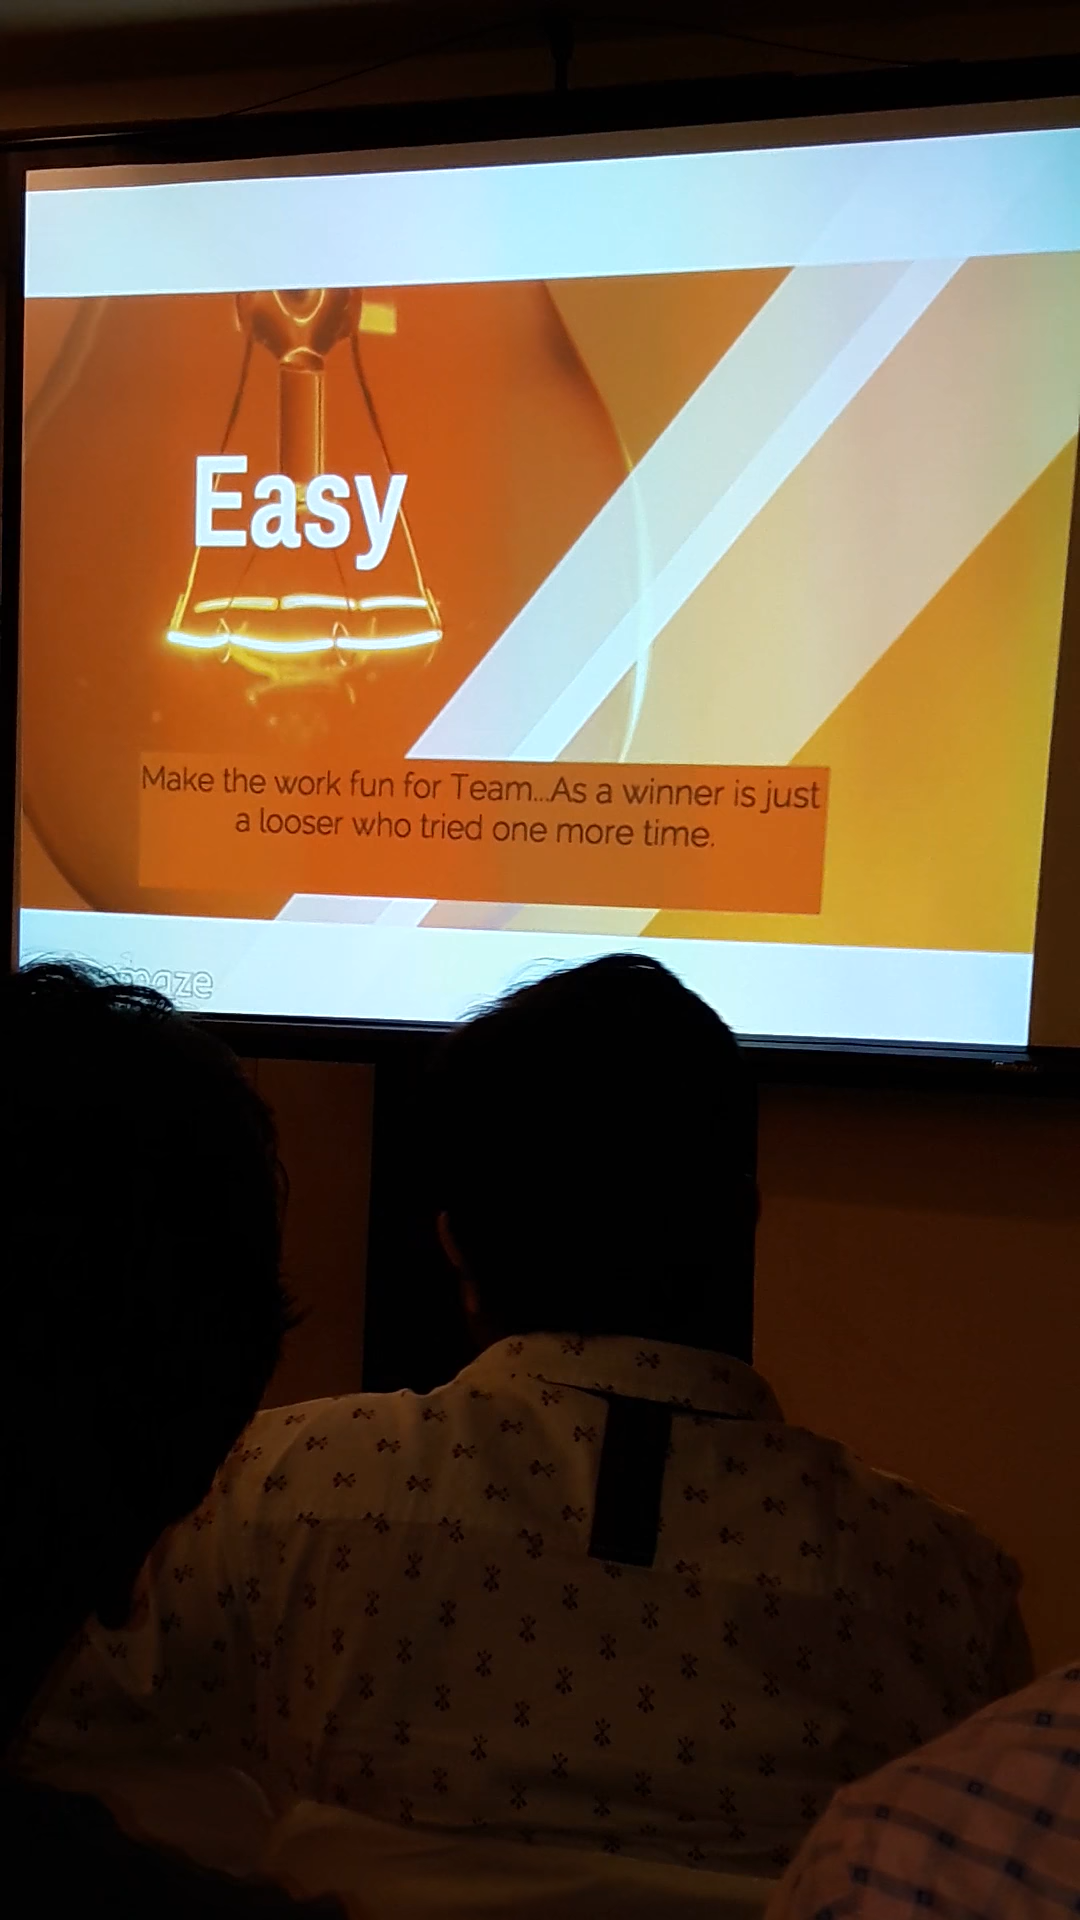 Easy
Make the work fun for Team...As a winner is just
a looser who tried one more time.